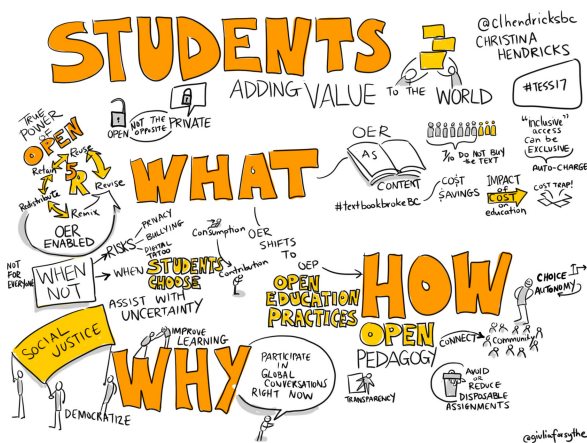 STUDENTS
ADDING VALUE TO THE WORLD
@clhendricksbc
CHRISTINA
HENDRICKS
#TESS17
TRUE
POWER
OF
OPEN
Reuse
Retain
5R
Revise
Redistribute
Remix
OER
ENABLED
OPEN
NOT THE
OPPOSITE
PRIVATE
WHAT
OER
AS
CONTENT
7/10 DO NOT BUY
the TEXT
#textbookbrokeBC
COST
$AVINGS
IMPACT
of
COST
on
education
"inclusive"
access
can be
EXCLUSIVE
AUTO-CHARGE
COST TRAP!
NOT
FOR
EVERYONE
WHEN
NOT
RISKS
PRIVACY
BULLYING
DIGITAL
TATOO
WHEN STUDENTS
CHOOSE
ASSIST WITH
UNCERTAINTY
Consumption
Contribution
OER
SHIFTS
TO
OEP
OPEN
EDUCATION
PRACTICES
HOW
OPEN
PEDAGOGY
CHOICE
AUTONOMY
CONNECT
Community
TRANSPARENCY
AVOID
OR
REDUCE
DISPOSABLE
ASSIGNMENTS
SOCIAL
JUSTICE
DEMOCRATIZE
WHY
IMPROVE
LEARNING
PARTICIPATE
IN
GLOBAL
CONVERSATIONS
RIGHT NOW
@giuliaforsythe